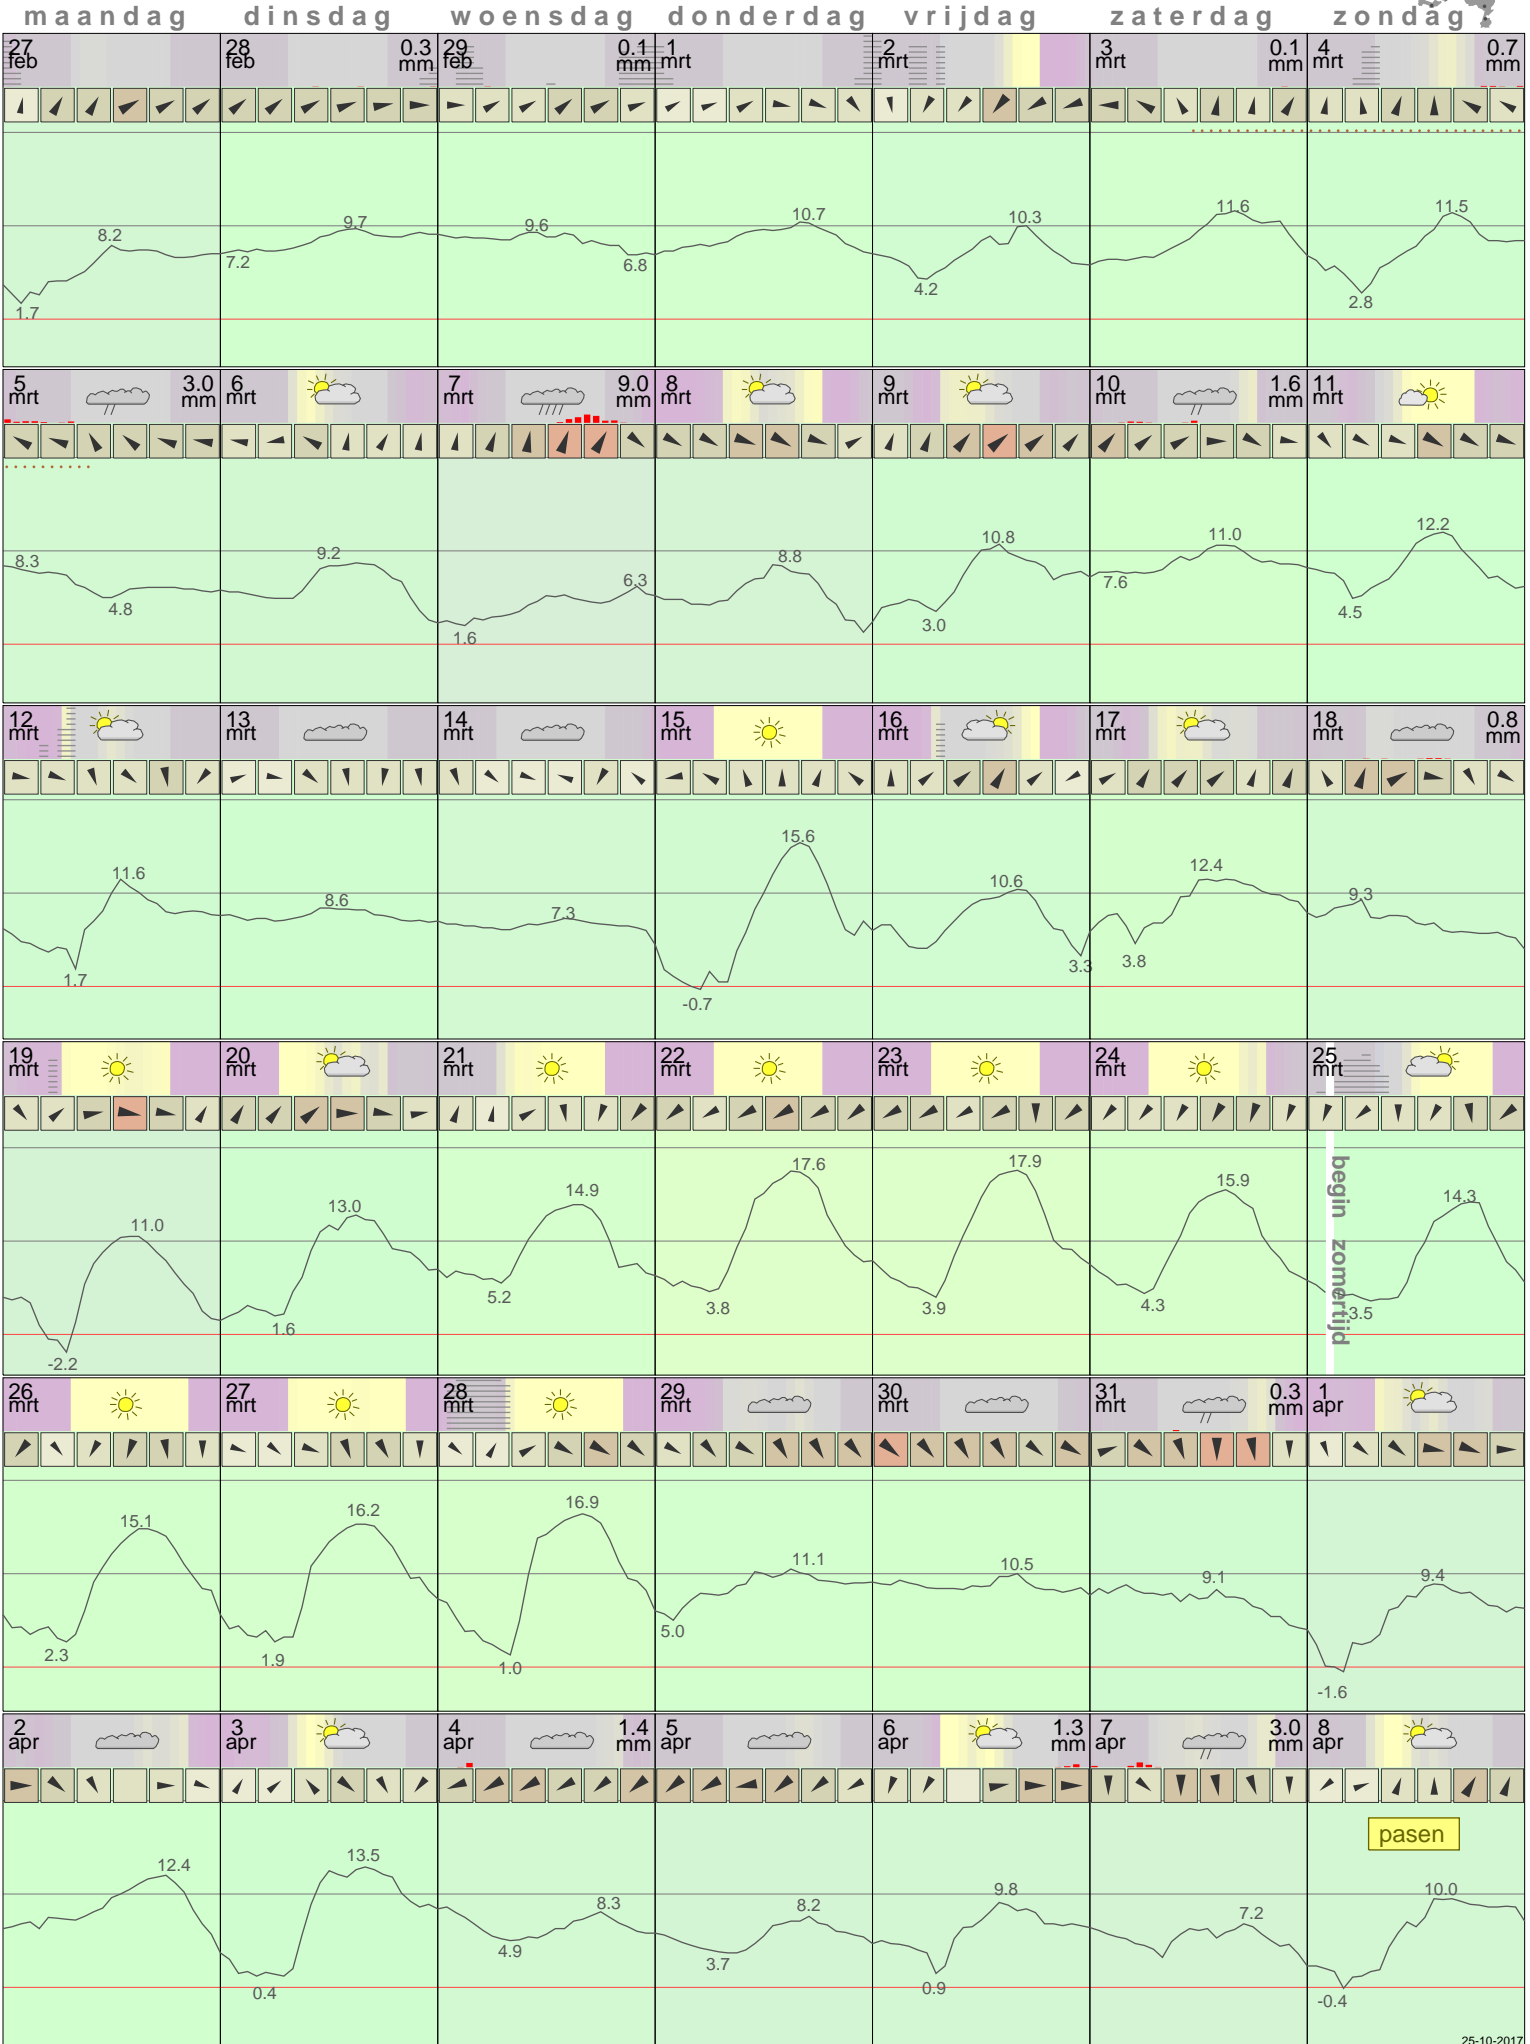 maandag dinsdag woensdag donderdag vrijdag zaterdag zondag
27 feb
28 feb 0.3 mm
29 feb 0.1 mm
1 mrt
2 mrt
3 mrt 0.1 mm
4 mrt 0.7 mm
8.2 9.7 9.6 10.7 10.3 11.6 11.5
1.7 7.2 6.8 4.2 2.8
5 mrt 3.0 mm
6 mrt
7 mrt 9.0 mm
8 mrt
9 mrt
10 mrt 1.6 mm
11 mrt
8.3 9.2 6.3 8.8 10.8 11.0 12.2
4.8 1.6 3.0 7.6 4.5
12 mrt
13 mrt
14 mrt
15 mrt
16 mrt
17 mrt
18 mrt 0.8 mm
11.6 8.6 7.3 15.6 10.6 12.4 9.3
1.7 -0.7 3.3 3.8
19 mrt
20 mrt
21 mrt
22 mrt
23 mrt
24 mrt
25 mrt
begin zomertijd
11.0 13.0 14.9 17.6 17.9 15.9 14.3
-2.2 1.6 5.2 3.8 3.9 4.3 3.5
26 mrt
27 mrt
28 mrt
29 mrt
30 mrt
31 mrt 0.3 mm
1 apr
15.1 16.2 16.9 11.1 10.5 9.1 9.4
2.3 1.9 1.0 5.0 -1.6
2 apr
3 apr
4 apr 1.4 mm
5 apr
6 apr 1.3 mm
7 apr 3.0 mm
8 apr
pasen
12.4 13.5 8.3 8.2 9.8 7.2 10.0
0.4 4.9 3.7 0.9 -0.4
25-10-2017